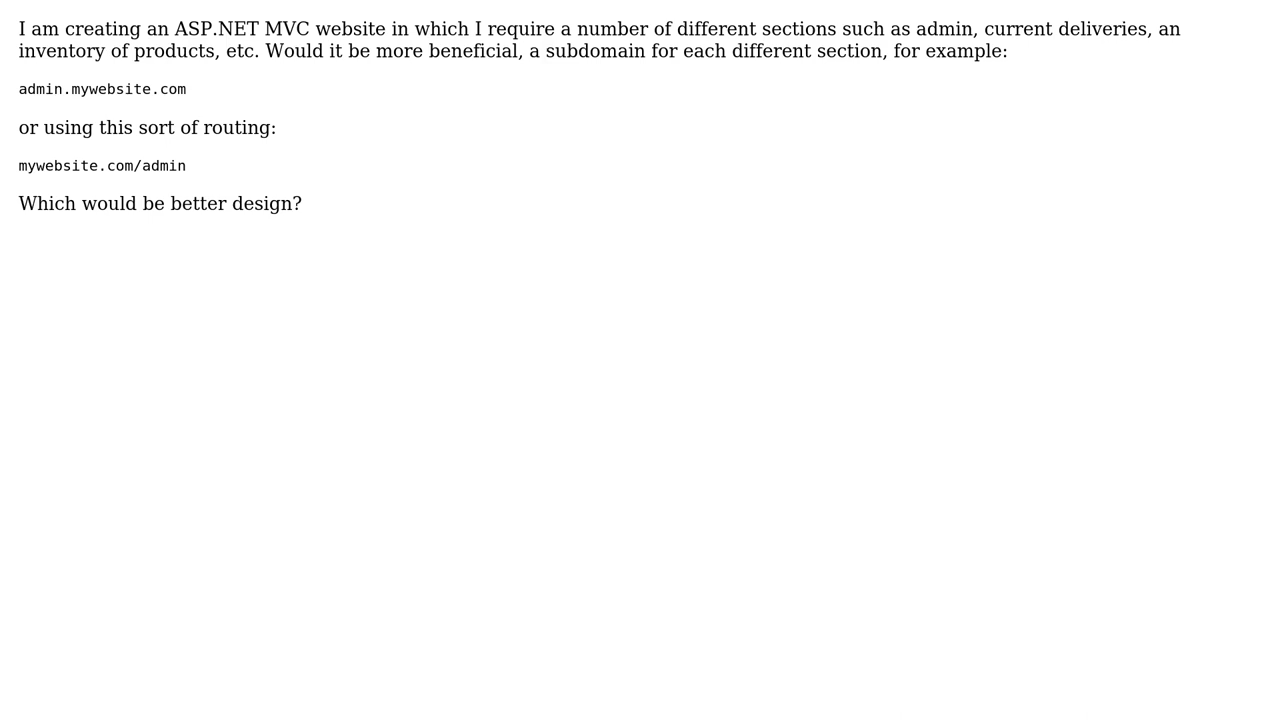 I am creating an ASP.NET MVC website in which I require a number of different sections such as admin, current deliveries, an
inventory of products, etc. Would it be more beneficial, a subdomain for each different section, for example:
admin.mywebsite.com
or using this sort of routing:
mywebsite.com/admin
Which would be better design?